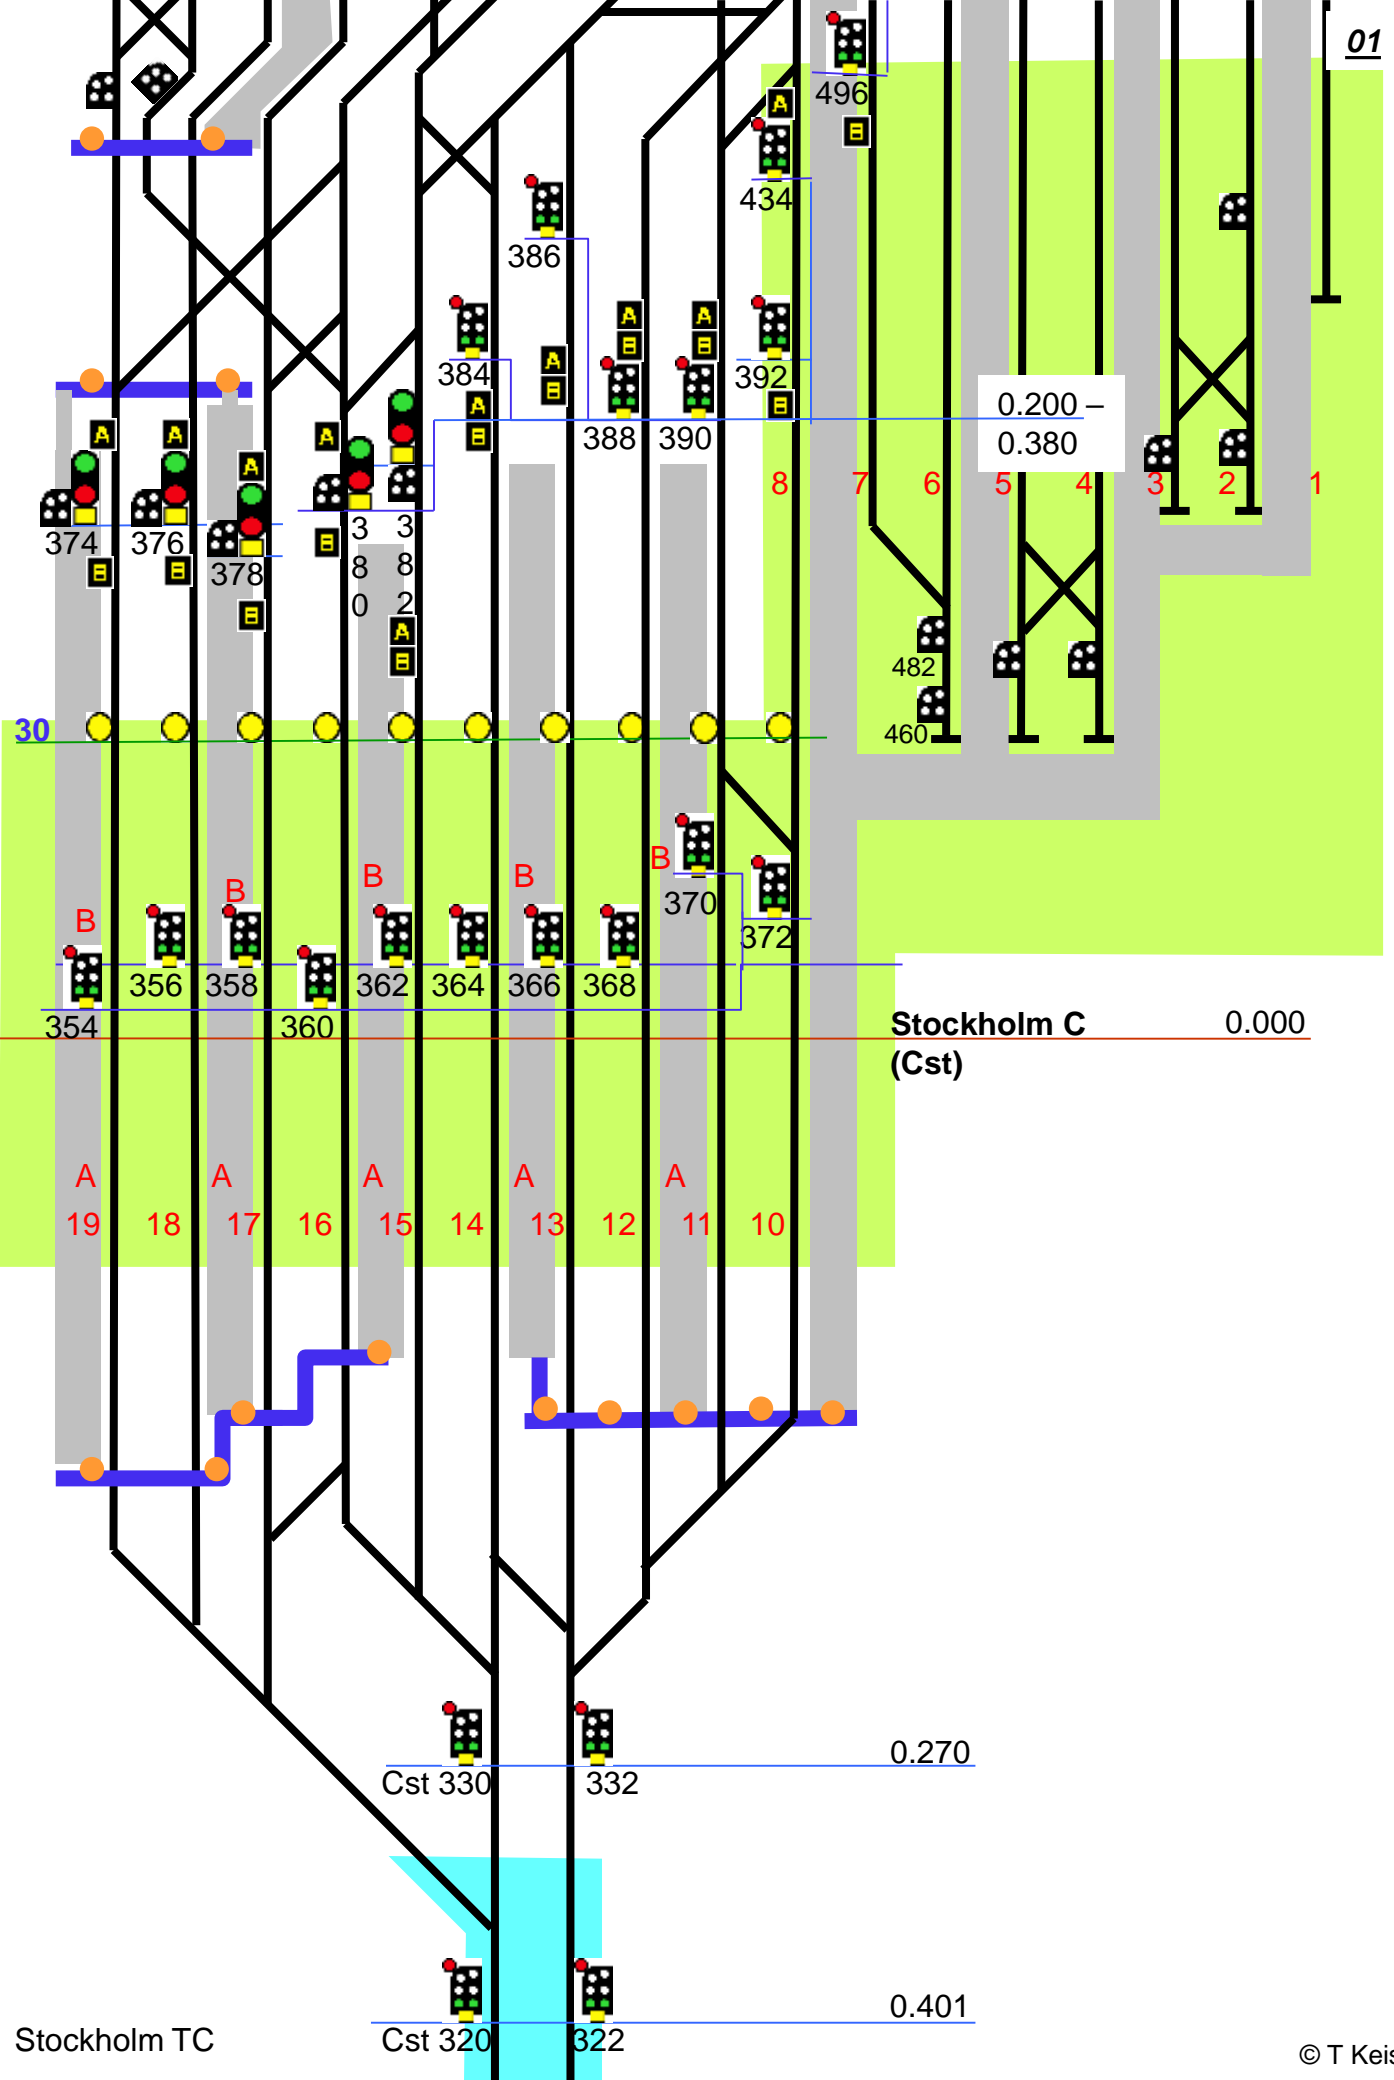 01
496
A
B
434
386
A
A
384
B
B
392
A
A
B
388
390
B
0.200 –
0.380
A
B
A
A
A
A
8
7
6
5
4
3
2
1
374
376
378
B
3
8
0
3
8
2
B
B
B
A
B
482
460
30
B
B
B
B
B
370
372
354
356
358
360
362
364
366
368
Stockholm C
0.000
(Cst)
A
A
A
A
A
19
18
17
16
15
14
13
12
11
10
Cst 330
332
0.270
0.401
Stockholm TC
Cst 320
322
© T Keis